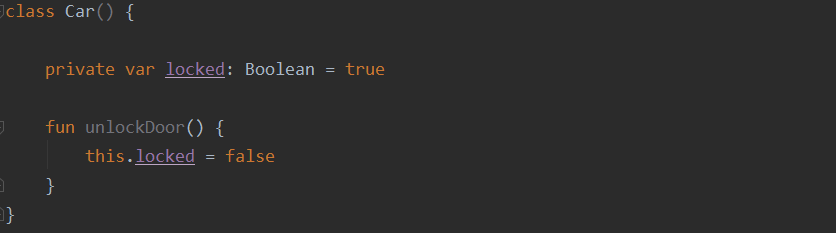 class Car() {
private var locked: Boolean = true
fun unlockDoor() {
this.locked = false
}
}